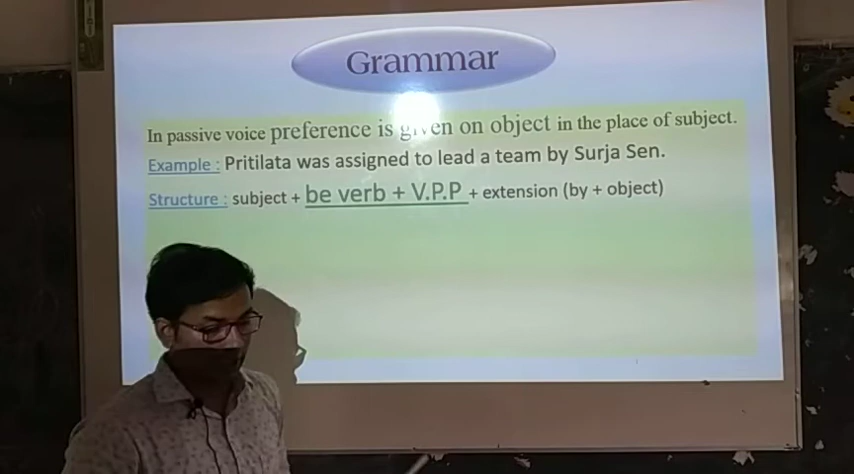 Grammar
In passive voice preference is given on object in the place of subject.
Example : Pritilata was assigned to lead a team by Surja Sen.
Structure : subject + be verb + V.P.P + extension (by + object)